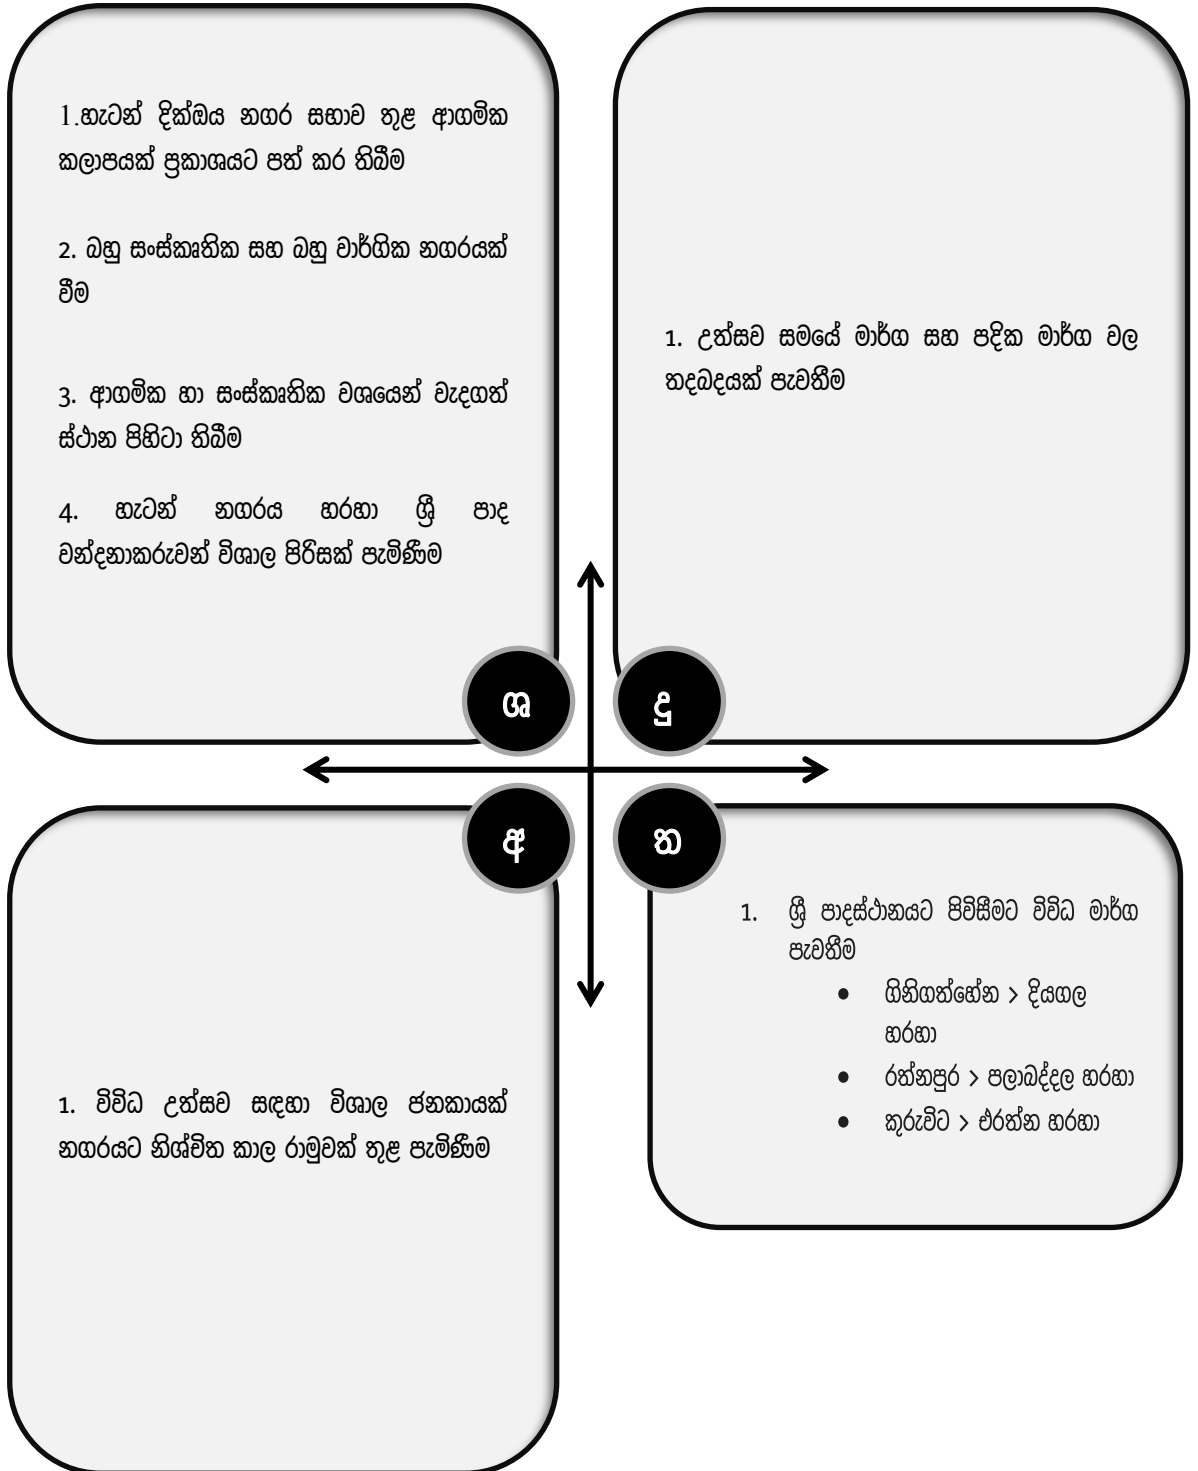 1.හැටන් දික්ඔය නගර සභාව තුළ ආගමික
කලාපයක් ප්‍රකාශයට පත් කර තිබීම
2. බහු සංස්කෘතික සහ බහු වාර්ගික නගරයක්
වීම
3. ආගමික හා සංස්කෘතික වශයෙන් වැදගත්
ස්ථාන පිහිටා තිබීම
4. හැටන් නගරය හරහා ශ්‍රී පාද
වන්දනාකරුවන් විශාල පිරිසක් පැමිණීම
1. උත්සව සමයේ මාර්ග සහ පදික මාර්ග වල
තදබදයක් පැවතීම
ශ
දු
අ
ත
1. විවිධ උත්සව සඳහා විශාල ජනකායක්
නගරයට නිශ්චිත කාල රාමුවක් තුළ පැමිණීම
1. ශ්‍රී පාදස්ථානයට පිවිසීමට විවිධ මාර්ග
පැවතීම
• ගිනිගත්හේන > දියගල
හරහා
• රත්නපුර > පලාබද්දල හරහා
• කුරුවිට > එරත්න හරහා